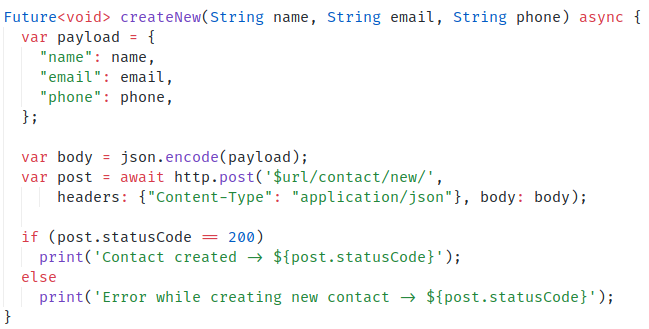 Future<void> createNew(String name, String email, String phone) async {
  var payload = {
    "name": name,
    "email": email,
    "phone": phone,
  };

  var body = json.encode(payload);
  var post = await http.post('$url/contact/new/',
      headers: {"Content-Type": "application/json"}, body: body);

  if (post.statusCode == 200)
    print('Contact created -> ${post.statusCode}');
  else
    print('Error while creating new contact -> ${post.statusCode}');
}